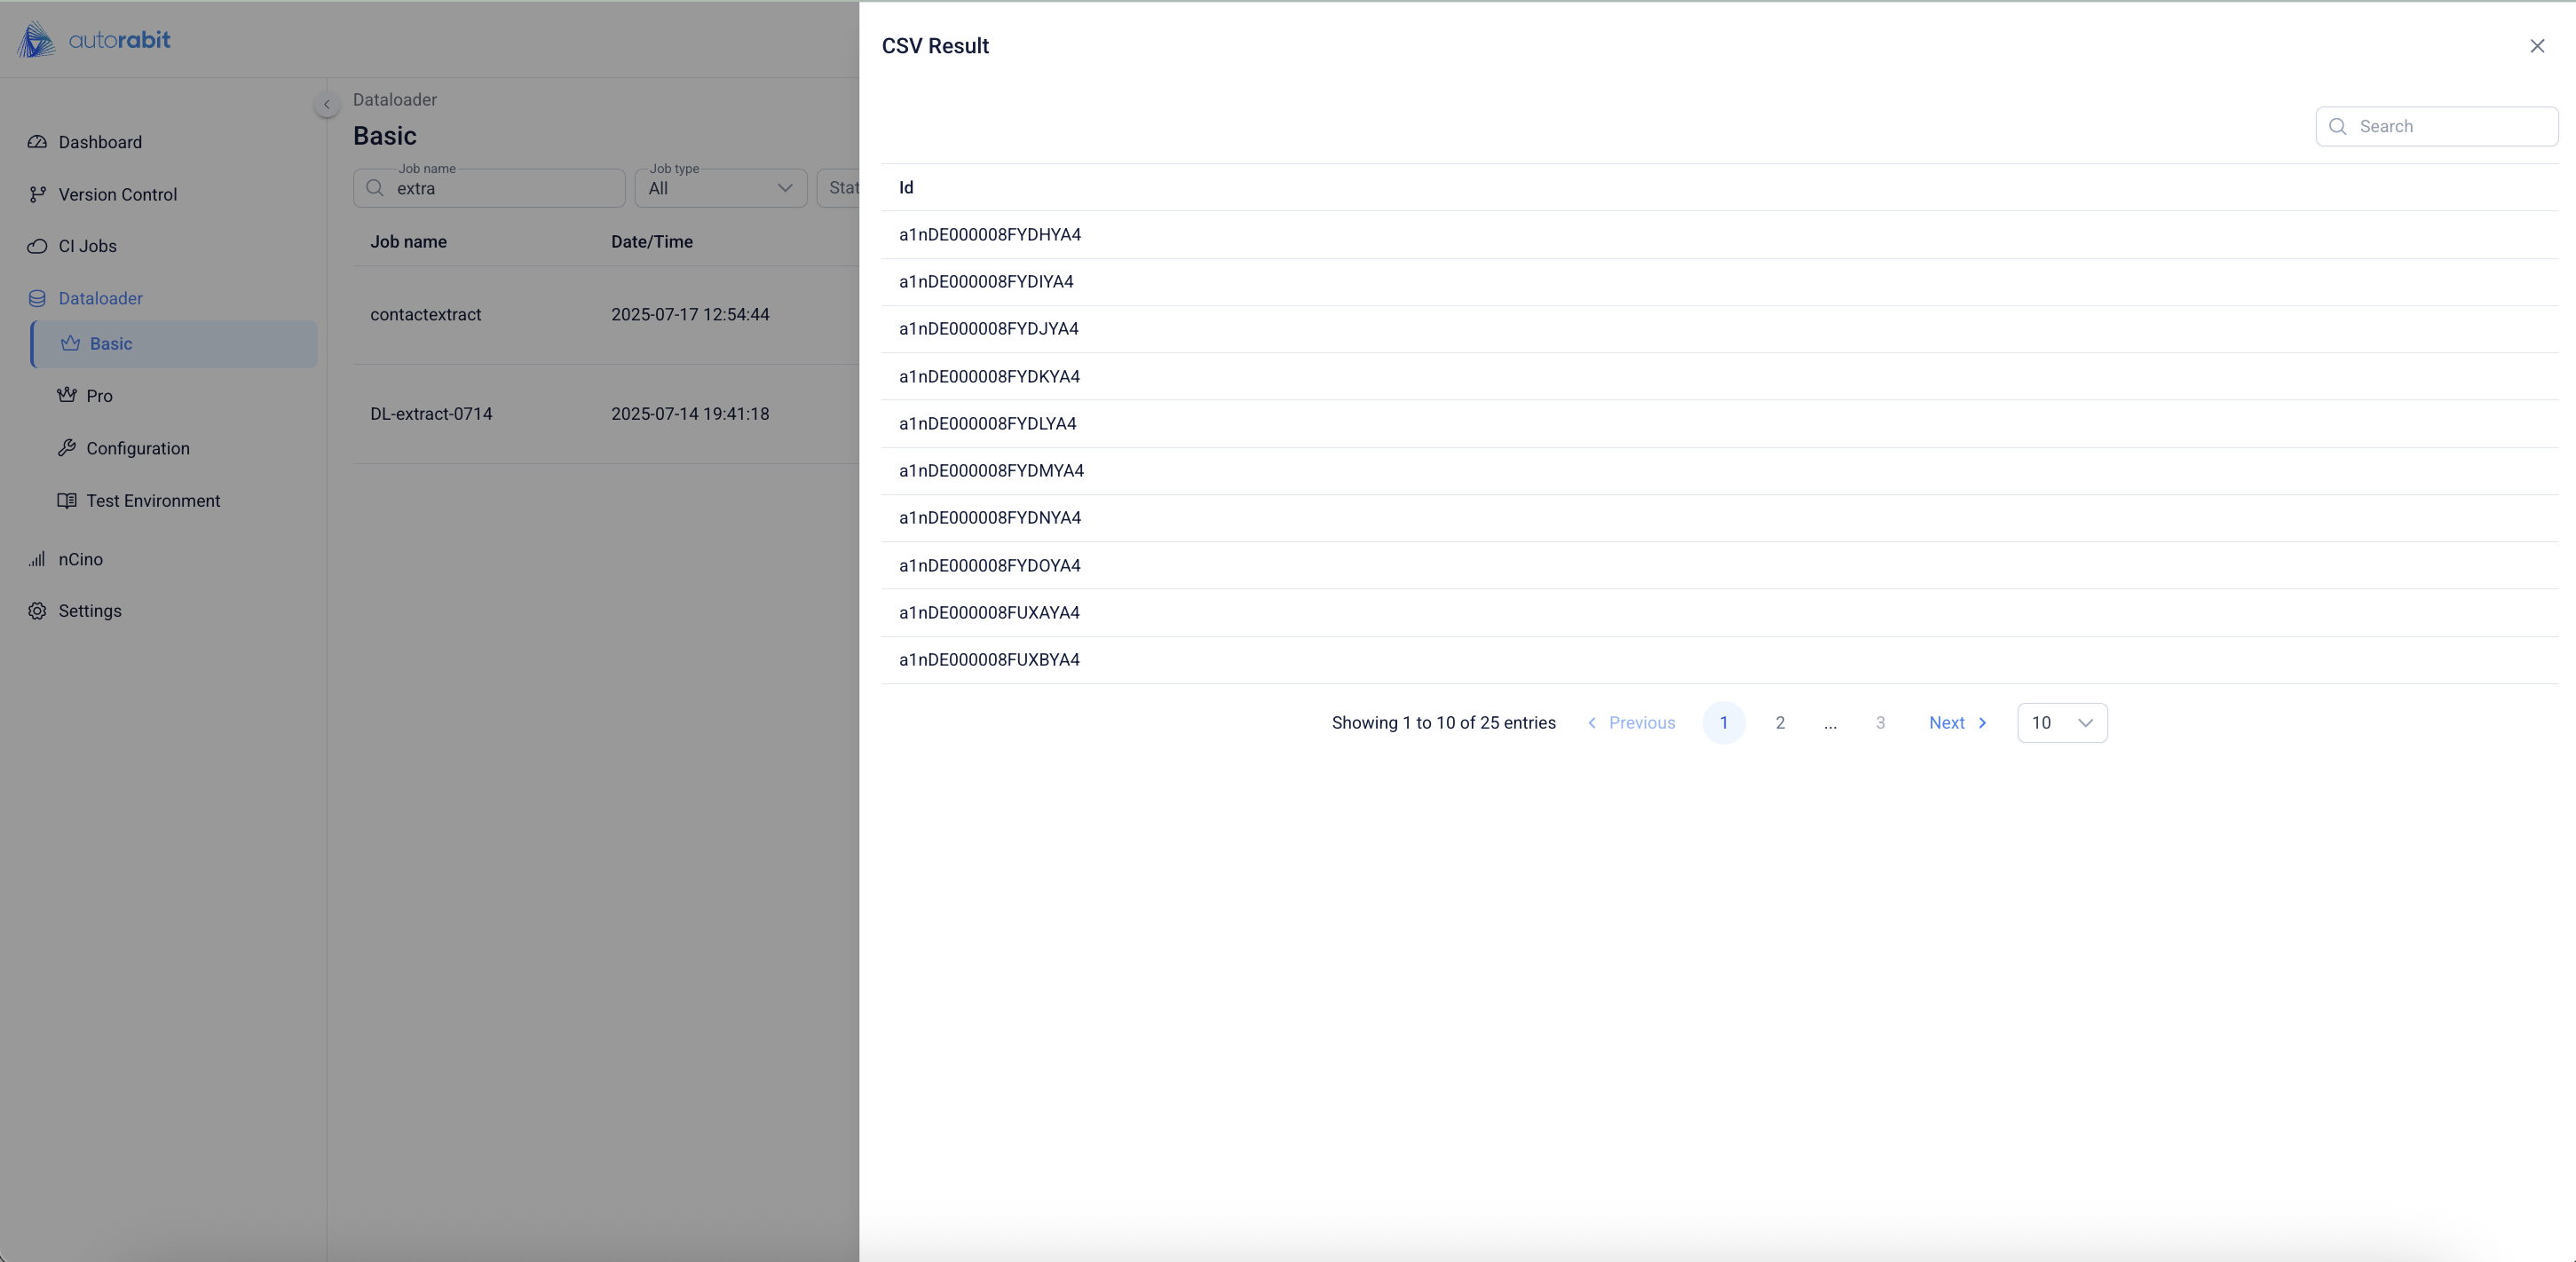 autorabit
Dashboard
Version Control
CI Jobs
Dataloader
Basic
Pro
Configuration
Test Environment
nCino
Settings
Dataloader
Basic
Job name
extra
Job type
All
Stat
Job name Date/Time
contactextract 2025-07-17 12:54:44
DL-extract-0714 2025-07-14 19:41:18
CSV Result
Search
Id
a1nDE000008FYDHYA4
a1nDE000008FYDIYA4
a1nDE000008FYDJYA4
a1nDE000008FYDKYA4
a1nDE000008FYDLYA4
a1nDE000008FYDMYA4
a1nDE000008FYDNYA4
a1nDE000008FYDOYA4
a1nDE000008FUXAYA4
a1nDE000008FUXBYA4
Showing 1 to 10 of 25 entries Previous 1 2 ... 3 Next 10